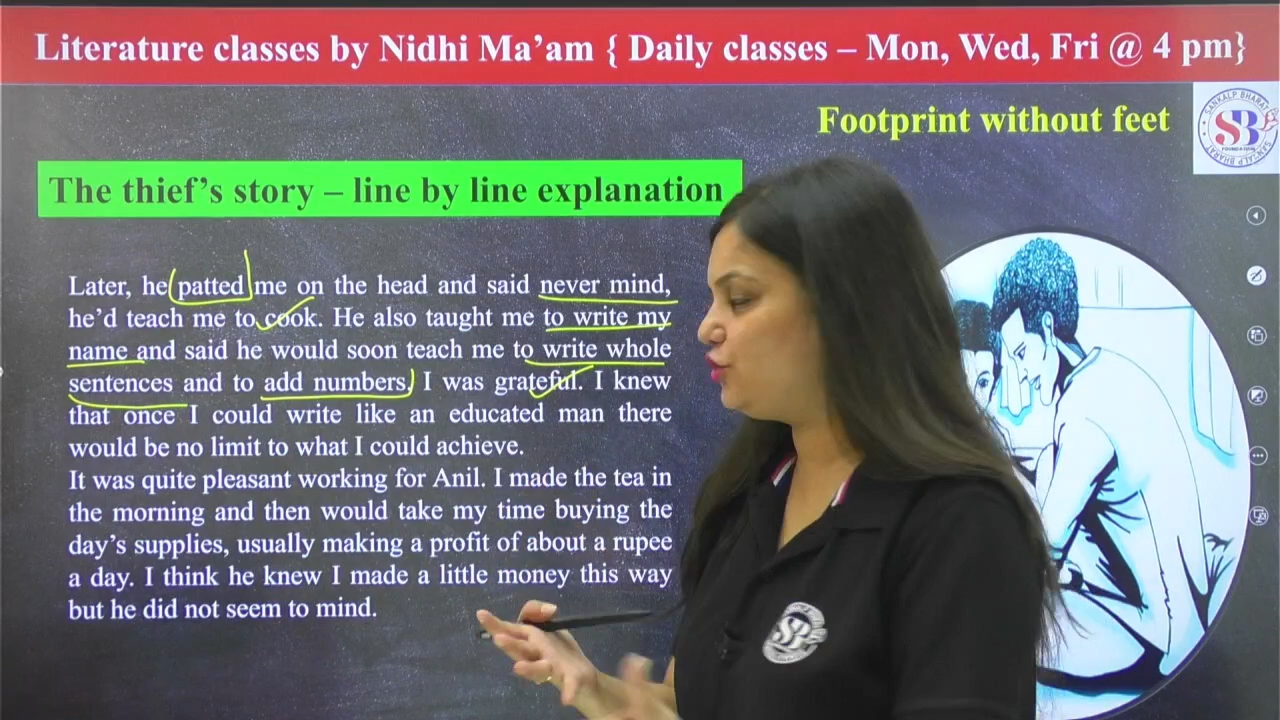 Literature classes by Nidhi Ma’am { Daily classes – Mon, Wed, Fri @ 4 pm}
Footprint without feet
SANKALP BHARAT
SB
FOUNDATION
The thief’s story – line by line explanation
Later, he patted me on the head and said never mind,
he’d teach me to cook. He also taught me to write my
name and said he would soon teach me to write whole
sentences and to add numbers. I was grateful. I knew
that once I could write like an educated man there
would be no limit to what I could achieve.
It was quite pleasant working for Anil. I made the tea in
the morning and then would take my time buying the
day’s supplies, usually making a profit of about a rupee
a day. I think he knew I made a little money this way
but he did not seem to mind.
SB